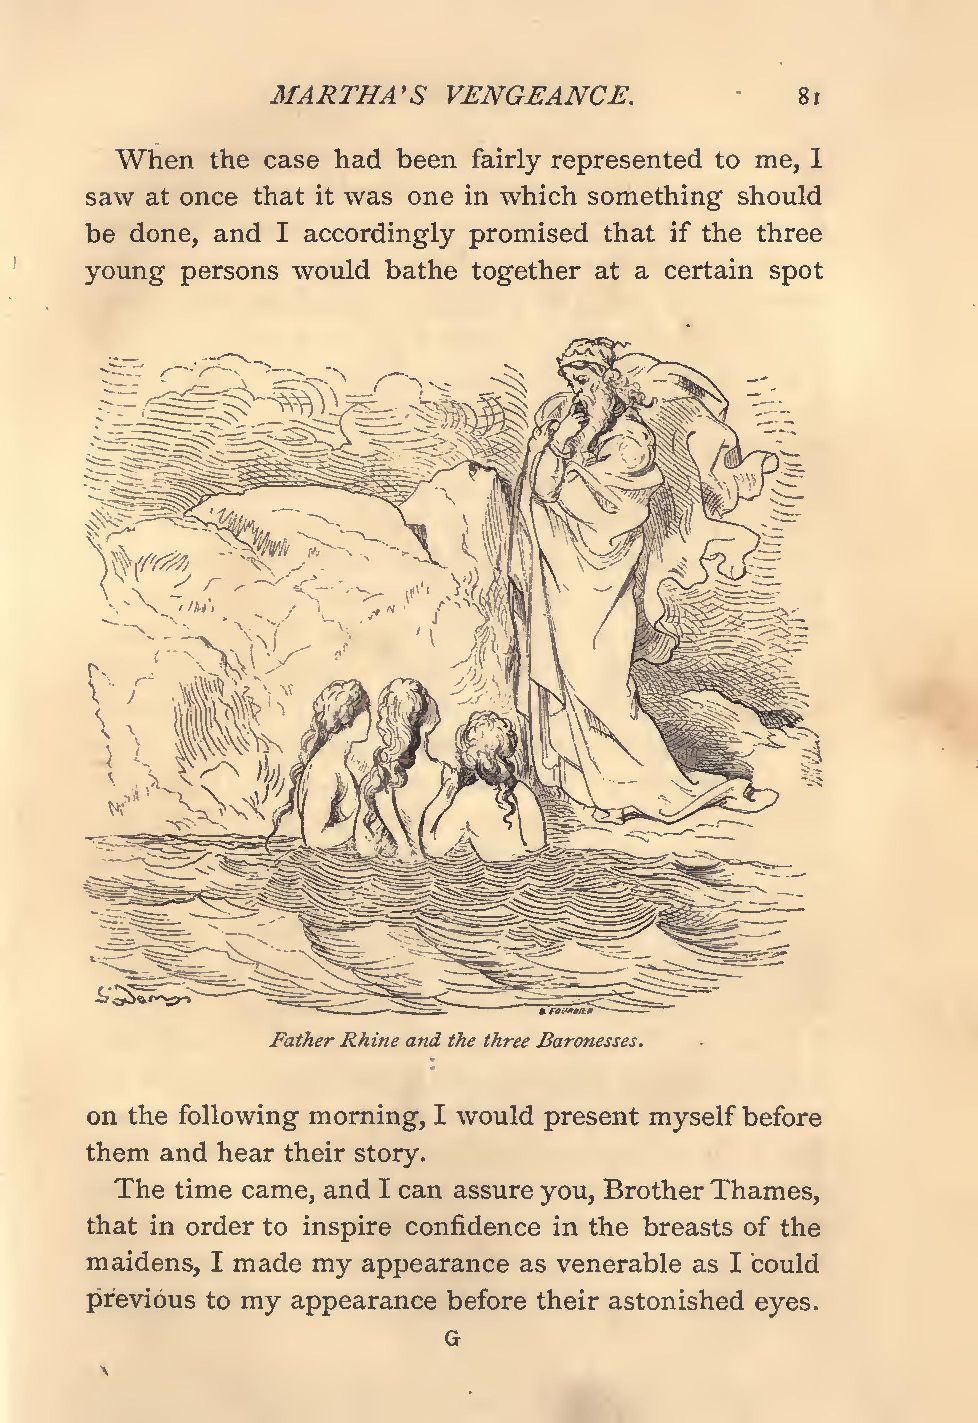 MARTHA'S VENGEANCE. 81
When the case had been fairly represented to me, I
saw at once that it was one in which something should
be done, and I accordingly promised that if the three
young persons would bathe together at a certain spot
Father Rhine and the three Baronesses.
on the following morning, I would present myself before
them and hear their story.
The time came, and I can assure you, Brother Thames,
that in order to inspire confidence in the breasts of the
maidens, I made my appearance as venerable as I could
previous to my appearance before their astonished eyes.
G